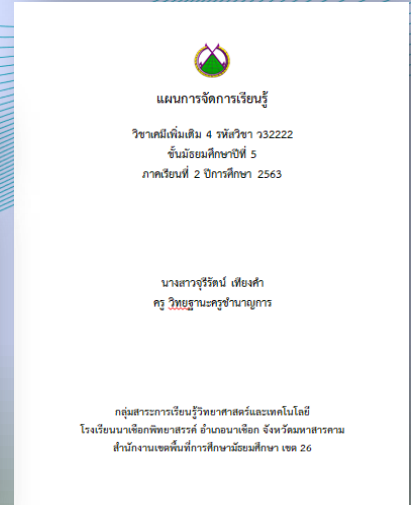 แผนการจัดการเรียนรู้
วิชาเคมีเพิ่มเติม 4 รหัสวิชา ว32222
ชั้นมัธยมศึกษาปีที่ 5
ภาคเรียนที่ 2 ปีการศึกษา 2563
นางสาวจุรีรัตน์ เทียงคำ
ครู วิทยฐานะครูชำนาญการ
กลุ่มสาระการเรียนรู้วิทยาศาสตร์และเทคโนโลยี
โรงเรียนนาเชือกพิทยาสรรค์ อำเภอนาเชือก จังหวัดมหาสารคาม
สำนักงานเขตพื้นที่การศึกษามัธยมศึกษา เขต 26